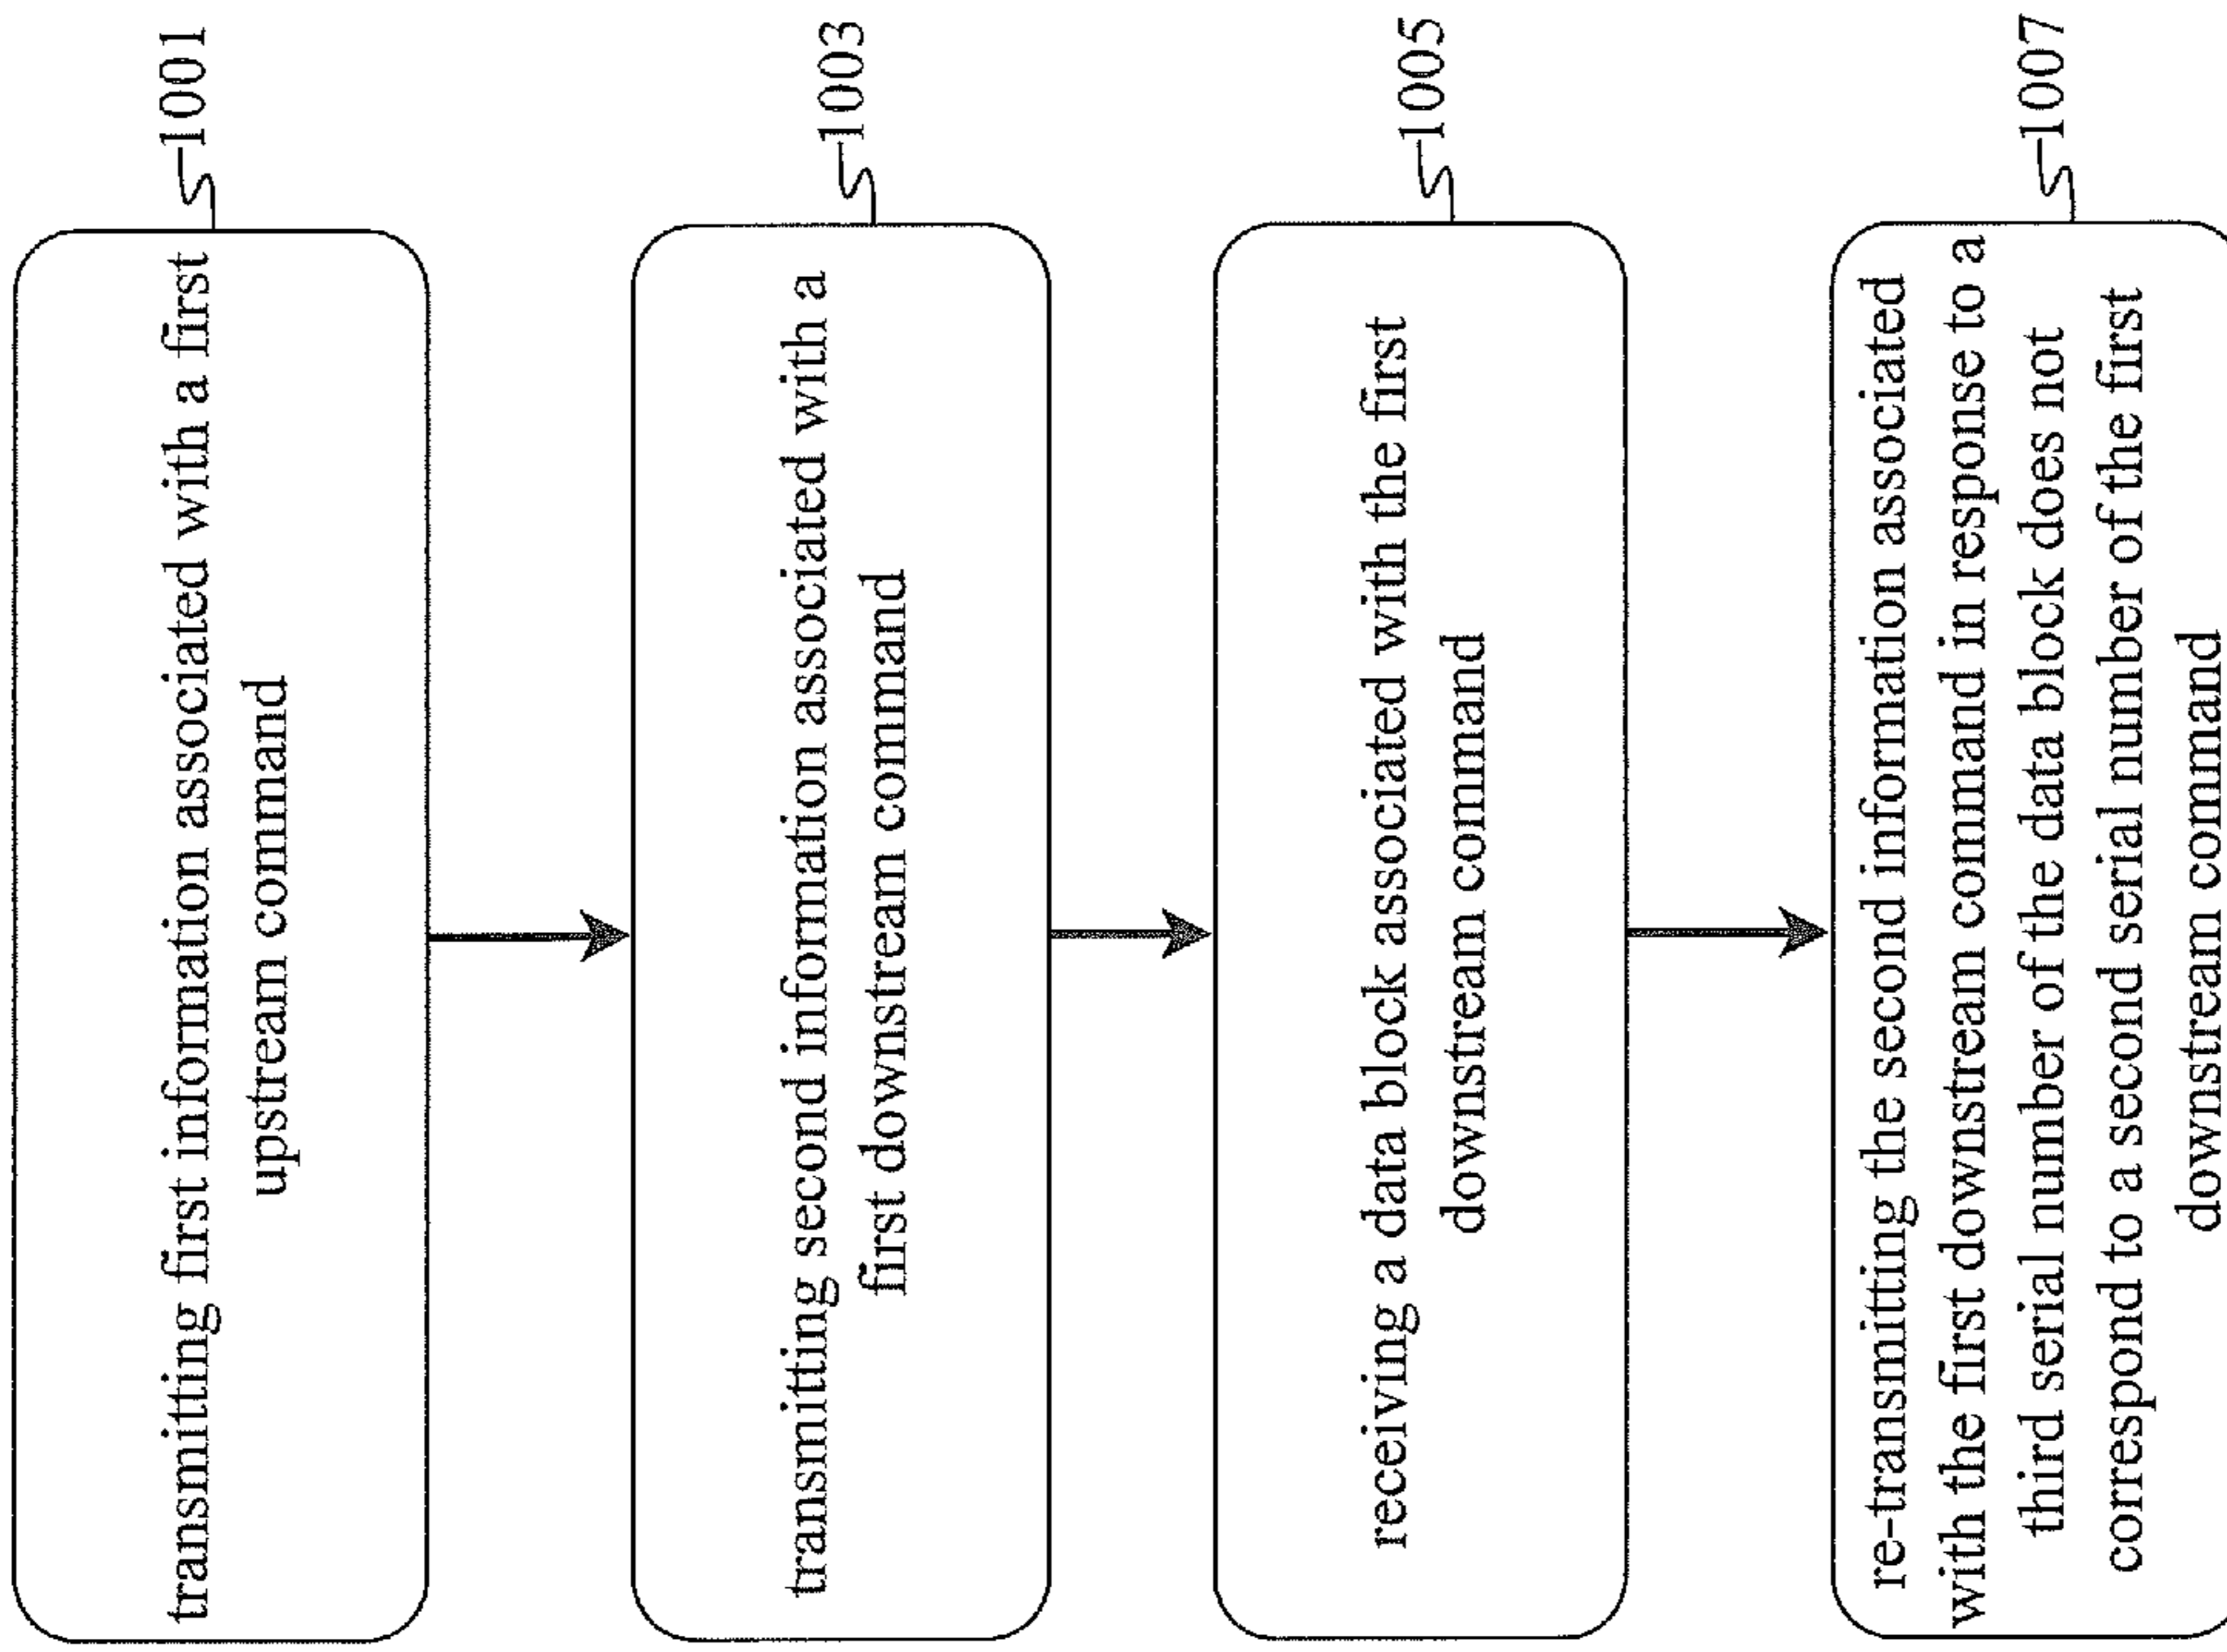 transmitting first information associated with a first
upstream command
1001
transmitting second information associated with a
first downstream command
1003
receiving a data block associated with the first
downstream command
1005
re-transmitting the second information associated
with the first downstream command in response to a
third serial number of the data block does not
correspond to a second serial number of the first
downstream command
1007